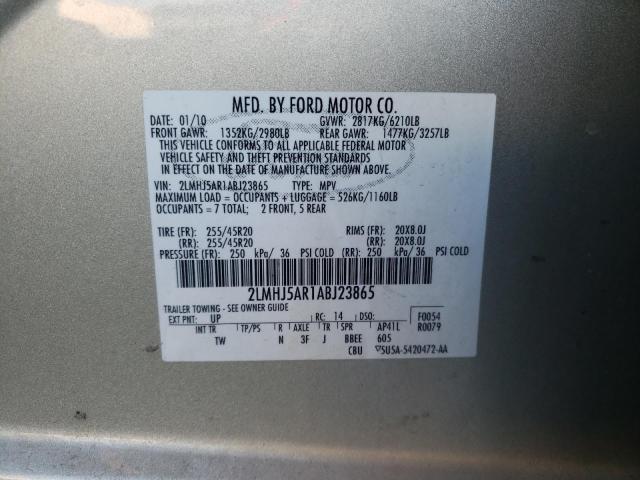 MFD. BY FORD MOTOR CO.
DATE: 01/10 GVWR: 2817KG/6210LB
FRONT GAWR: 1352KG/2980LB REAR GAWR: 1477KG/3257LB
THIS VEHICLE CONFORMS TO ALL APPLICABLE FEDERAL MOTOR
VEHICLE SAFETY AND THEFT PREVENTION STANDARDS
IN EFFECT ON THE DATE OF MANUFACTURE SHOWN ABOVE.
VIN: 2LMHJ5AR1ABJ23865 TYPE: MPV
MAXIMUM LOAD = OCCUPANTS + LUGGAGE = 526KG/1160LB
OCCUPANTS = 7 TOTAL; 2 FRONT, 5 REAR
TIRE (FR): 255/45R20 RIMS (FR): 20X8.0J
(RR): 255/45R20 (RR): 20X8.0J
PRESSURE (FR): 250 kPa/ 36 PSI COLD (RR): 250 kPa/ 36 PSI COLD
2LMHJ5AR1ABJ23865
TRAILER TOWING - SEE OWNER GUIDE
EXT PNT: UP RC: 14 DSO: F0054
INT TR TP/PS R AXLE TR SPR AP41L R0079
TW N 3F J BBEE 605
CBU SUSA-5420472-AA